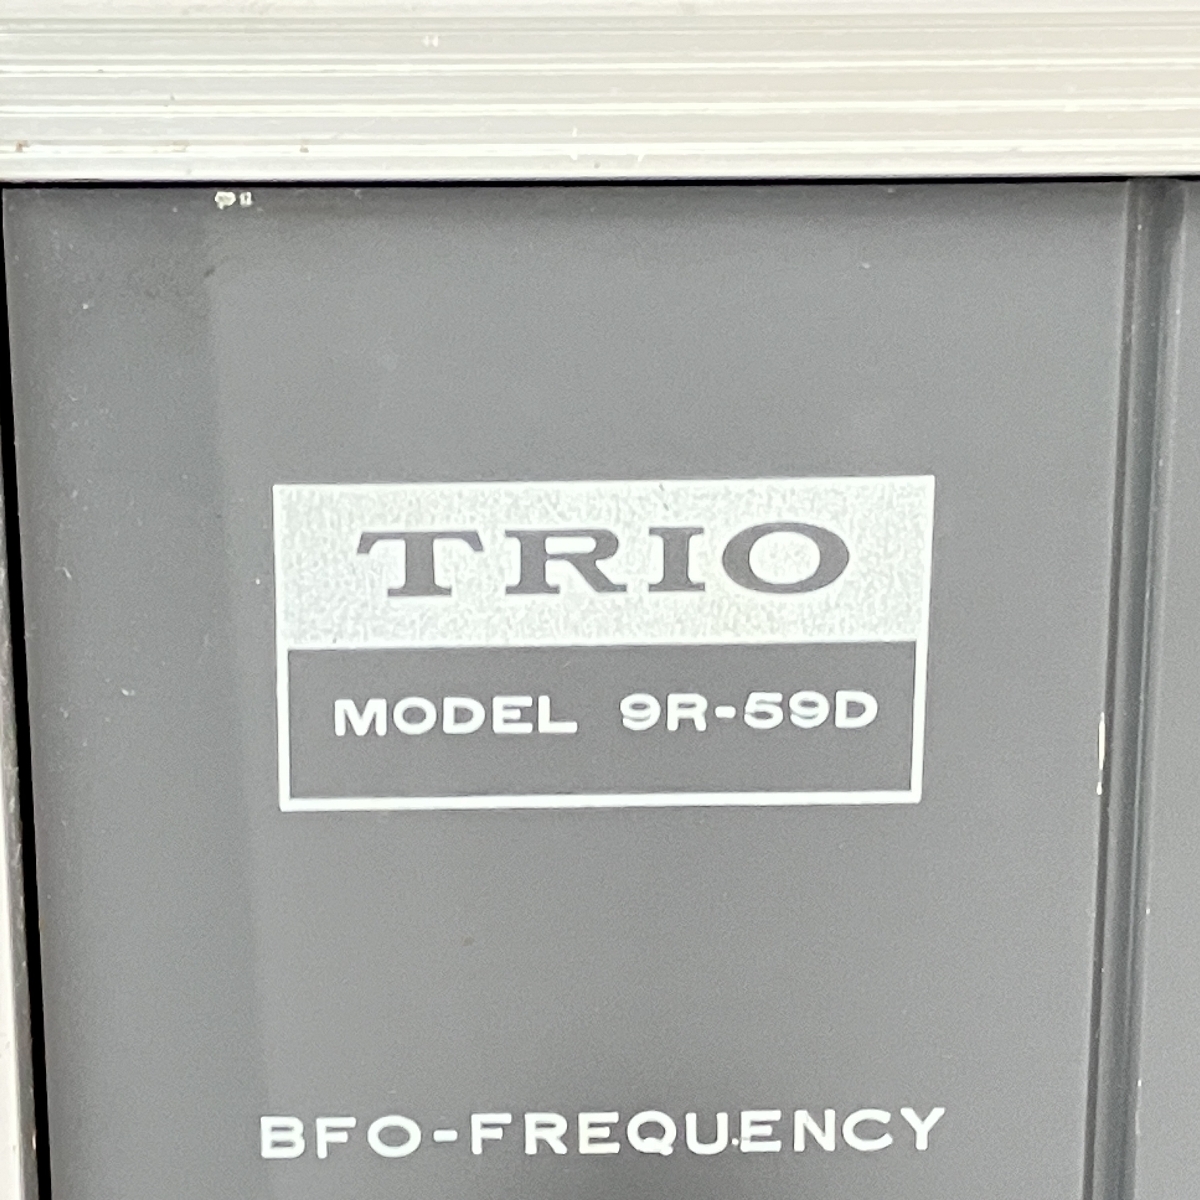 TRIO
MODEL 9R-59D
BFO-FREQUENCY